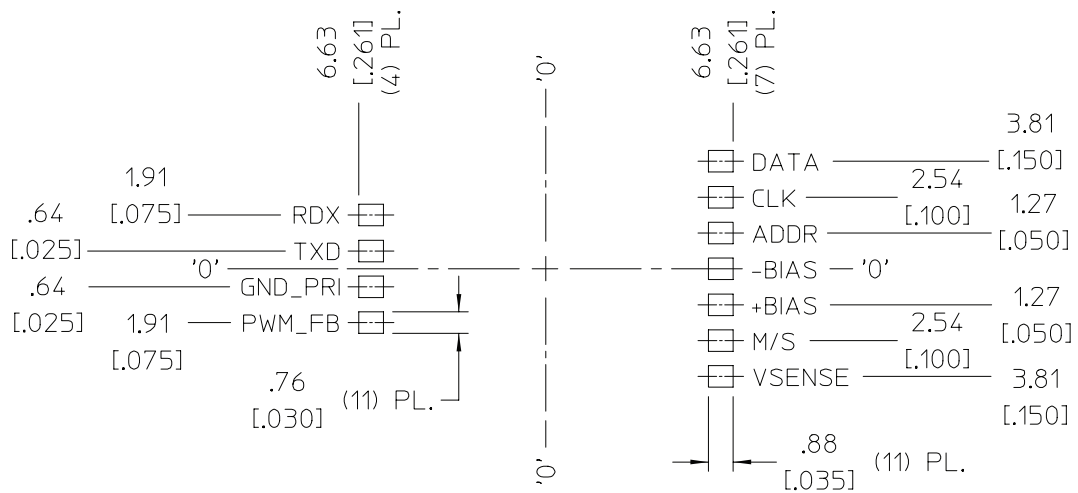 6.63
[.261]
(4) PL.
'0'
6.63
[.261]
(7) PL.
DATA
3.81
[.150]
CLK
2.54
[.100]
ADDR
1.27
[.050]
-BIAS
'0'
+BIAS
1.27
[.050]
M/S
2.54
[.100]
VSENSE
3.81
[.150]
1.91
[.075]
RDX
.64
[.025]
TXD
'0'
.64
[.025]
GND_PRI
1.91
[.075]
PWM_FB
.76
[.030]
(11) PL.
'0'
.88
[.035]
(11) PL.